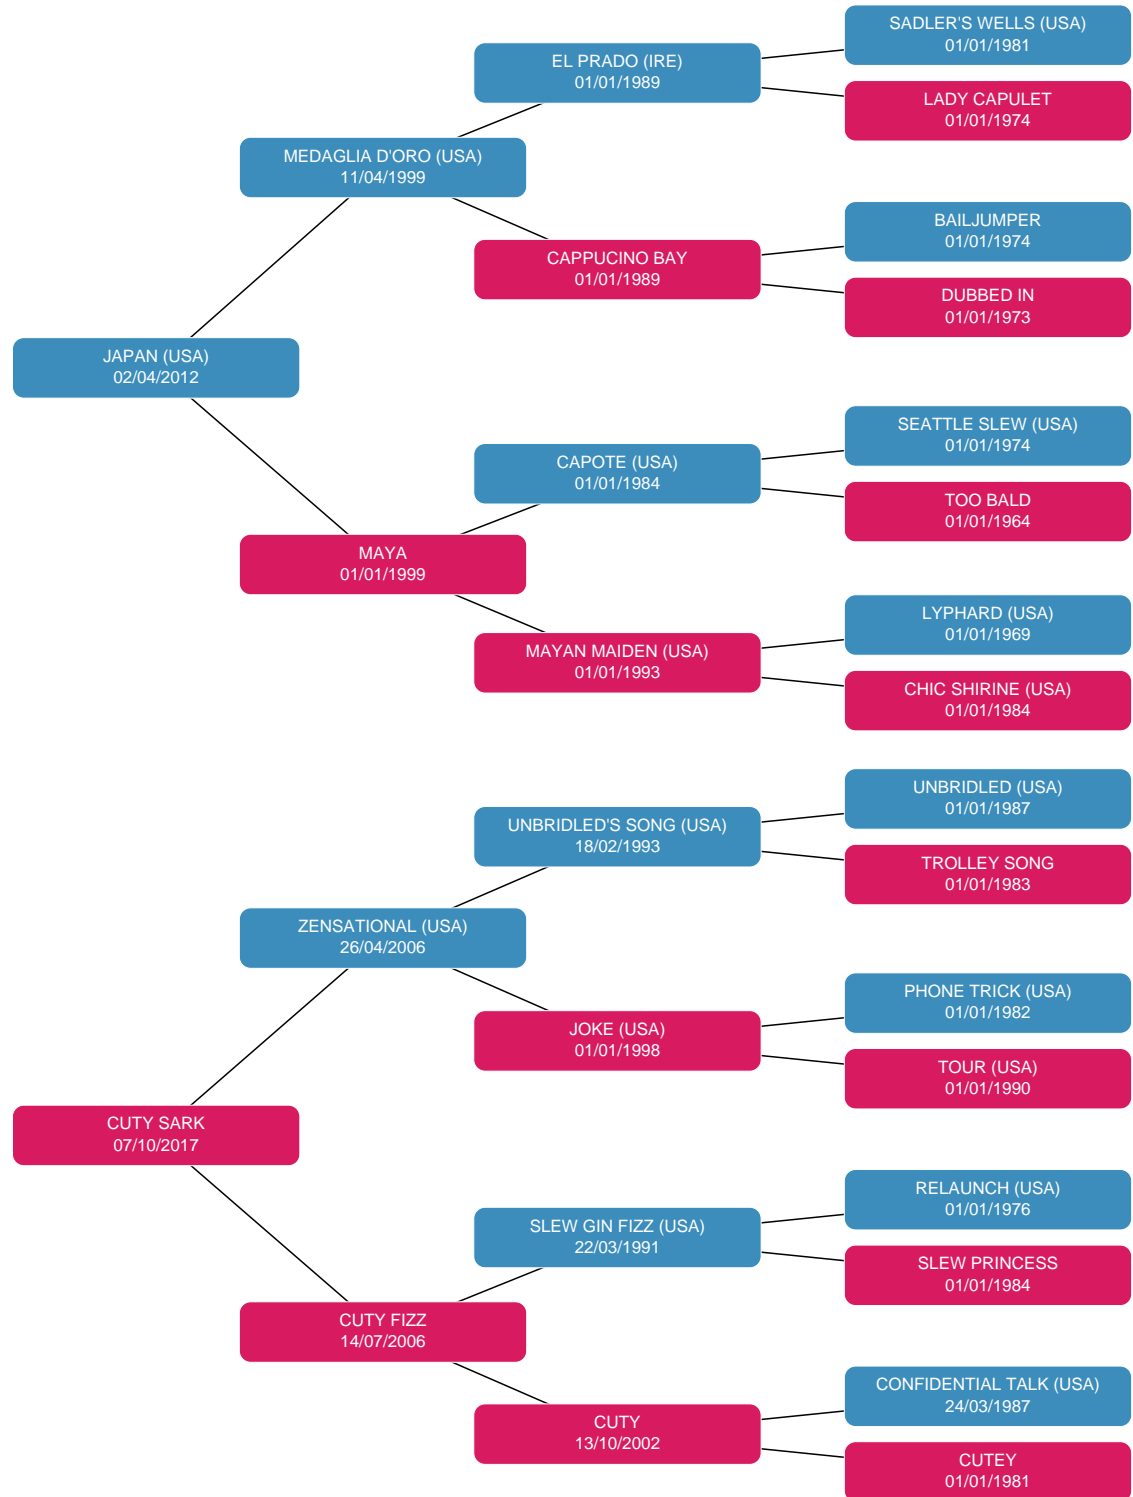 SADLER'S WELLS (USA)
01/01/1981
EL PRADO (IRE)
01/01/1989
LADY CAPULET
01/01/1974
MEDAGLIA D'ORO (USA)
11/04/1999
BAILJUMPER
01/01/1974
CAPPUCINO BAY
01/01/1989
DUBBED IN
01/01/1973
JAPAN (USA)
02/04/2012
SEATTLE SLEW (USA)
01/01/1974
CAPOTE (USA)
01/01/1984
TOO BALD
01/01/1964
MAYA
01/01/1999
LYPHARD (USA)
01/01/1969
MAYAN MAIDEN (USA)
01/01/1993
CHIC SHIRINE (USA)
01/01/1984
UNBRIDLED (USA)
01/01/1987
UNBRIDLED'S SONG (USA)
18/02/1993
TROLLEY SONG
01/01/1983
ZENSATIONAL (USA)
26/04/2006
PHONE TRICK (USA)
01/01/1982
JOKE (USA)
01/01/1998
TOUR (USA)
01/01/1990
CUTY SARK
07/10/2017
RELAUNCH (USA)
01/01/1976
SLEW GIN FIZZ (USA)
22/03/1991
SLEW PRINCESS
01/01/1984
CUTY FIZZ
14/07/2006
CONFIDENTIAL TALK (USA)
24/03/1987
CUTY
13/10/2002
CUTEY
01/01/1981